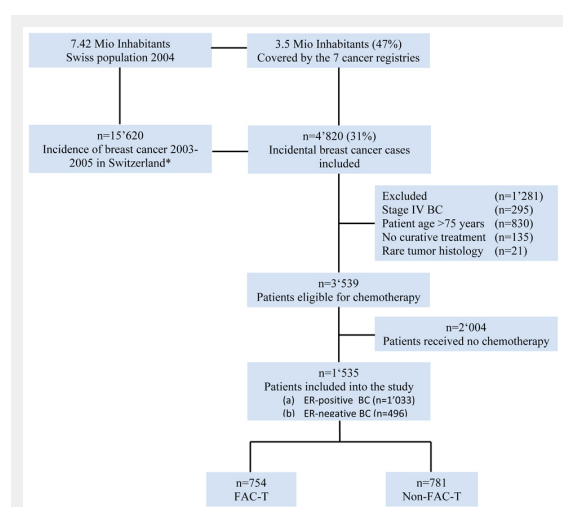 7.42 Mio Inhabitants
Swiss population 2004
3.5 Mio Inhabitants (47%)
Covered by the 7 cancer registries
n=15’620
Incidence of breast cancer 2003-
2005 in Switzerland*
n=4’820 (31%)
Incidental breast cancer cases
included
Excluded (n=1’281)
Stage IV BC (n=295)
Patient age >75 years (n=830)
No curative treatment (n=135)
Rare tumor histology (n=21)
n=3‘539
Patients eligible for chemotherapy
n=2‘004
Patients received no chemotherapy
n=1‘535
Patients included into the study
(a) ER-positive BC (n=1’033)
(b) ER-negative BC (n=496)
n=754
FAC-T
n=781
Non-FAC-T